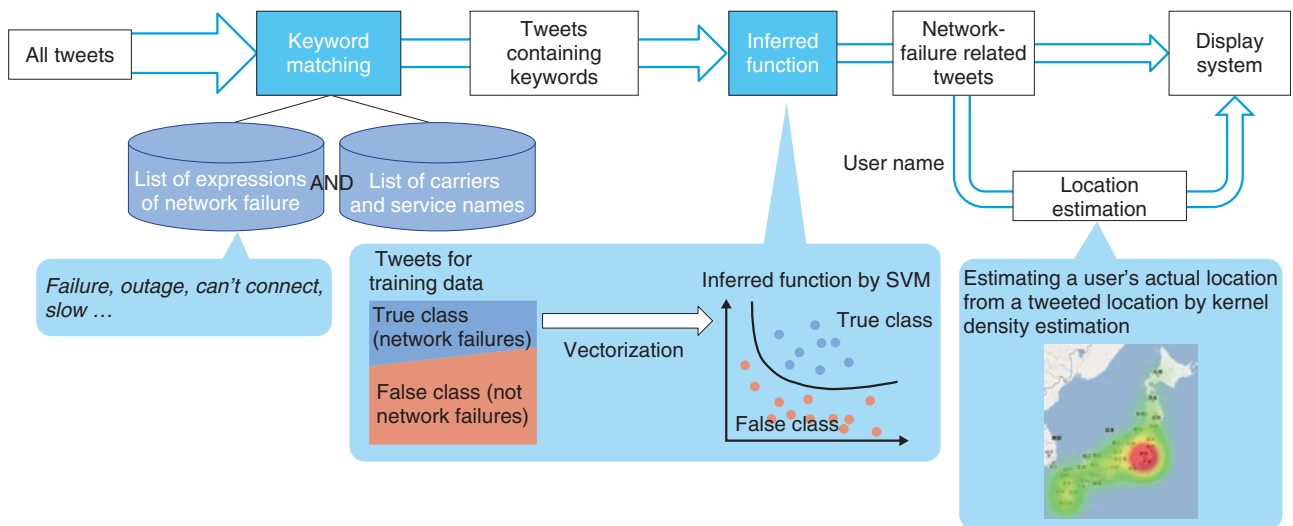 All tweets
Keyword
matching
Tweets
containing
keywords
Inferred
function
Network-
failure related
tweets
Display
system
List of expressions
of network failure
AND
List of carriers
and service names
User name
Location
estimation
Failure, outage, can't connect,
slow …
Tweets for
training data
True class
(network failures)
False class (not
network failures)
Vectorization
Inferred function by SVM
True class
False class
Estimating a user's actual location
from a tweeted location by kernel
density estimation